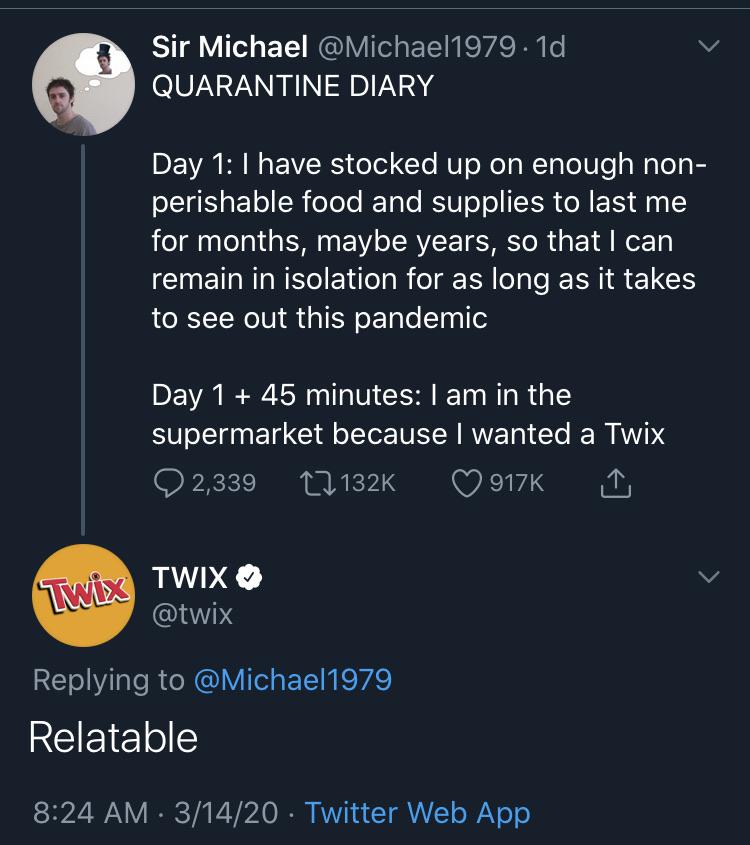 Sir Michael @Michael1979 · 1d
QUARANTINE DIARY
Day 1: I have stocked up on enough non-
perishable food and supplies to last me
for months, maybe years, so that I can
remain in isolation for as long as it takes
to see out this pandemic
Day 1 + 45 minutes: I am in the
supermarket because I wanted a Twix
2,339 132K 917K
TWIX
Twix
@twix
Replying to @Michael1979
Relatable
8:24 AM · 3/14/20 · Twitter Web App